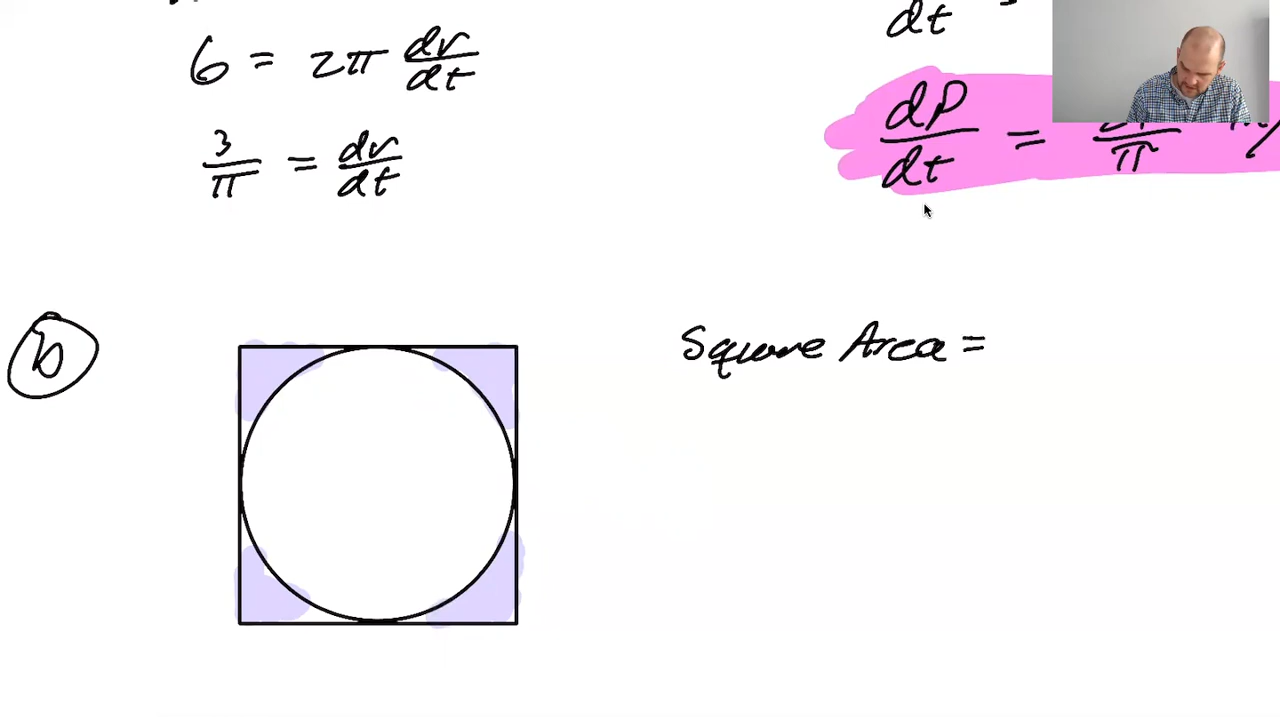 6 = 2π dr/dt
3/π = dr/dt
dt
dP/dt = /π
b
Square Area =